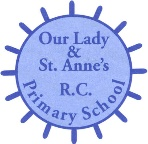 Our Lady
&
St. Anne's
R.C.
Primary School